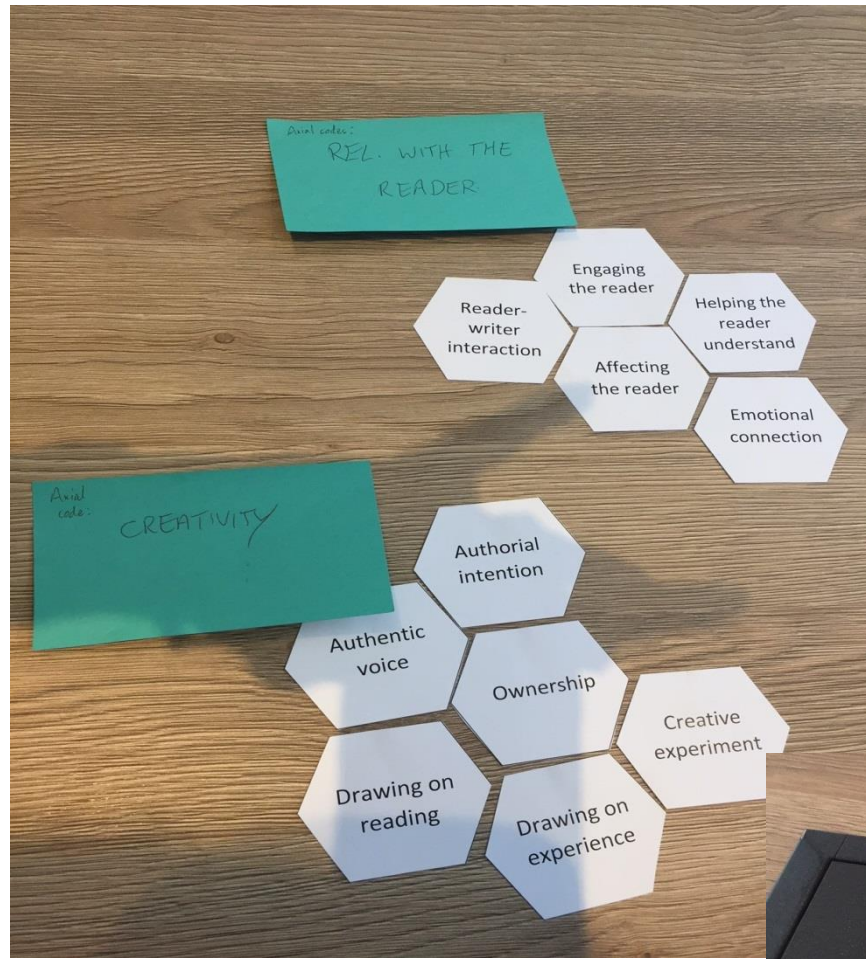 Axial codes:
REL. WITH THE
READER
Engaging
the reader
Reader-
writer
interaction
Helping the
reader
understand
Affecting
the reader
Emotional
connection
Axial
code:
CREATIVITY
Authorial
intention
Authentic
voice
Ownership
Creative
experiment
Drawing on
reading
Drawing on
experience